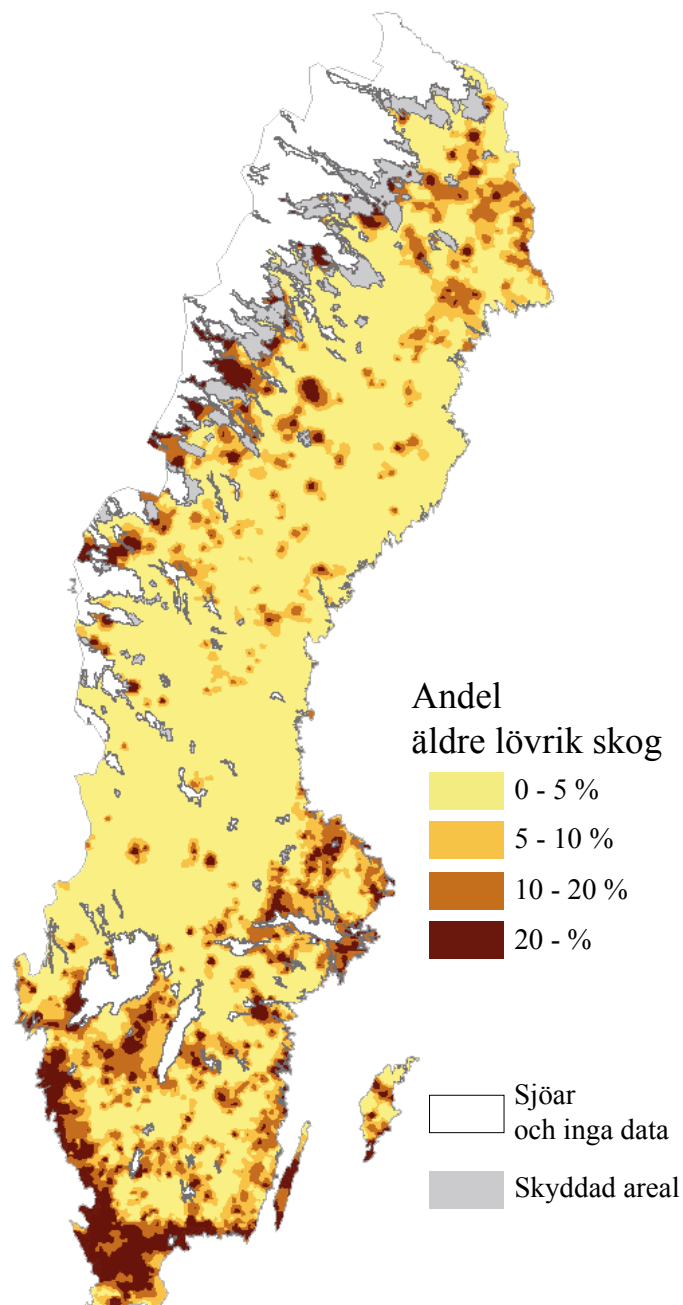 Andel
äldre lövrik skog
0 - 5 %
5 - 10 %
10 - 20 %
20 - %
Sjöar
och inga data
Skyddad areal